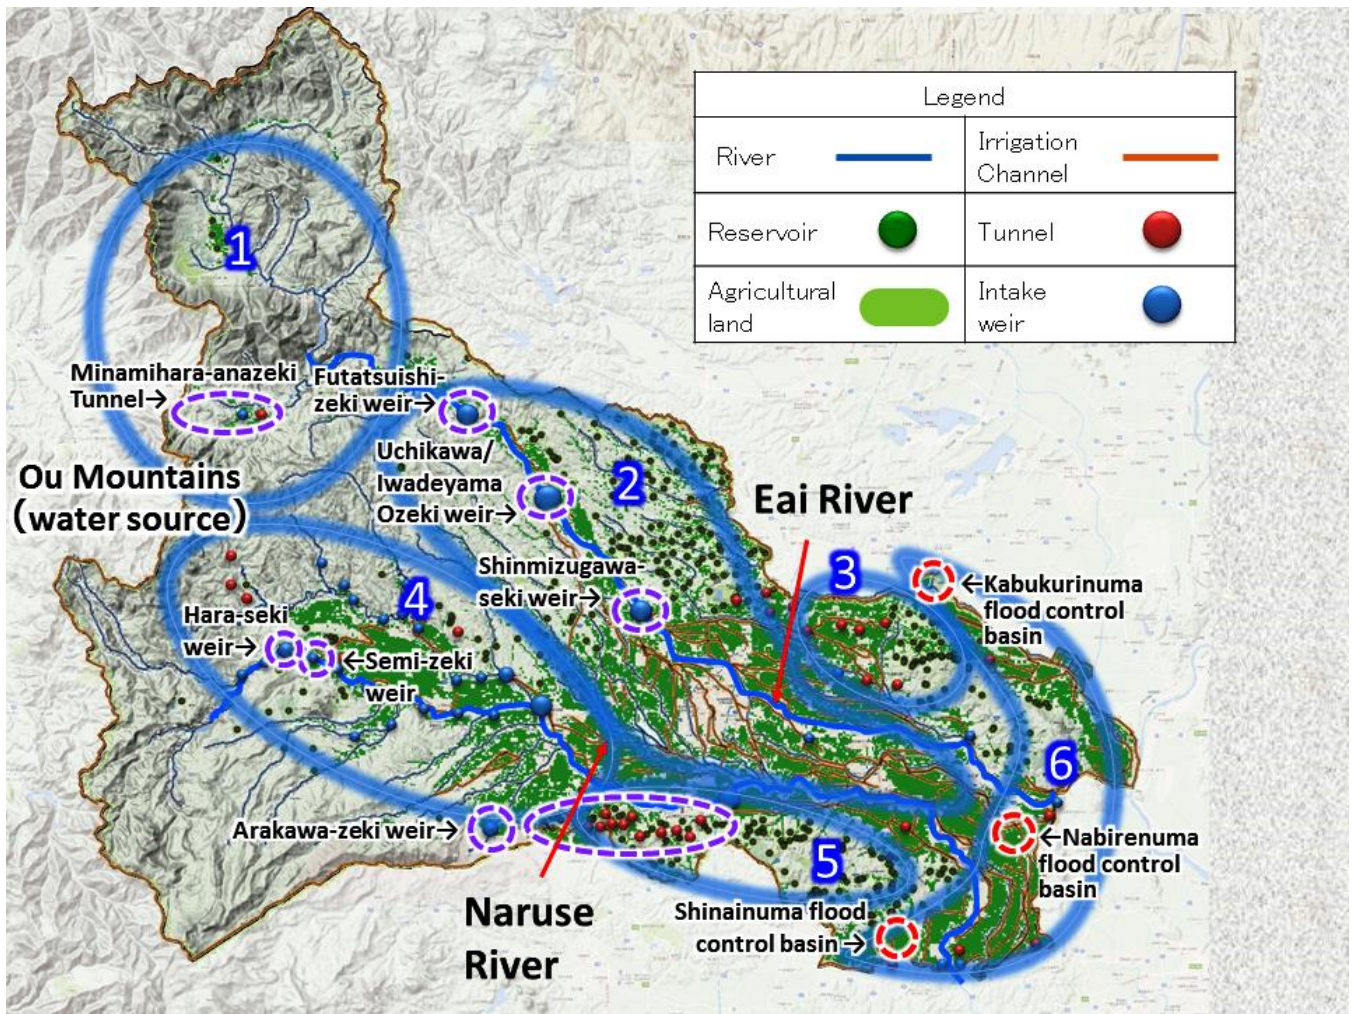 Legend
River
Irrigation
Channel
Reservoir
Tunnel
Agricultural
land
Intake
weir
1
Minamihara-anazeki
Tunnel→
Futatsuishi-
zeki weir→
Ou Mountains
(water source)
Uchikawa/
Iwadeyama
Ozeki weir→
2
Eai River
Shinmizugawa-
seki weir→
3
←Kabukurinuma
flood control
basin
4
Hara-seki
weir→
←Semi-zeki
weir
6
Arakawa-zeki weir→
5
←Nabirenuma
flood control
basin
Naruse
River
Shinainuma flood
control basin→